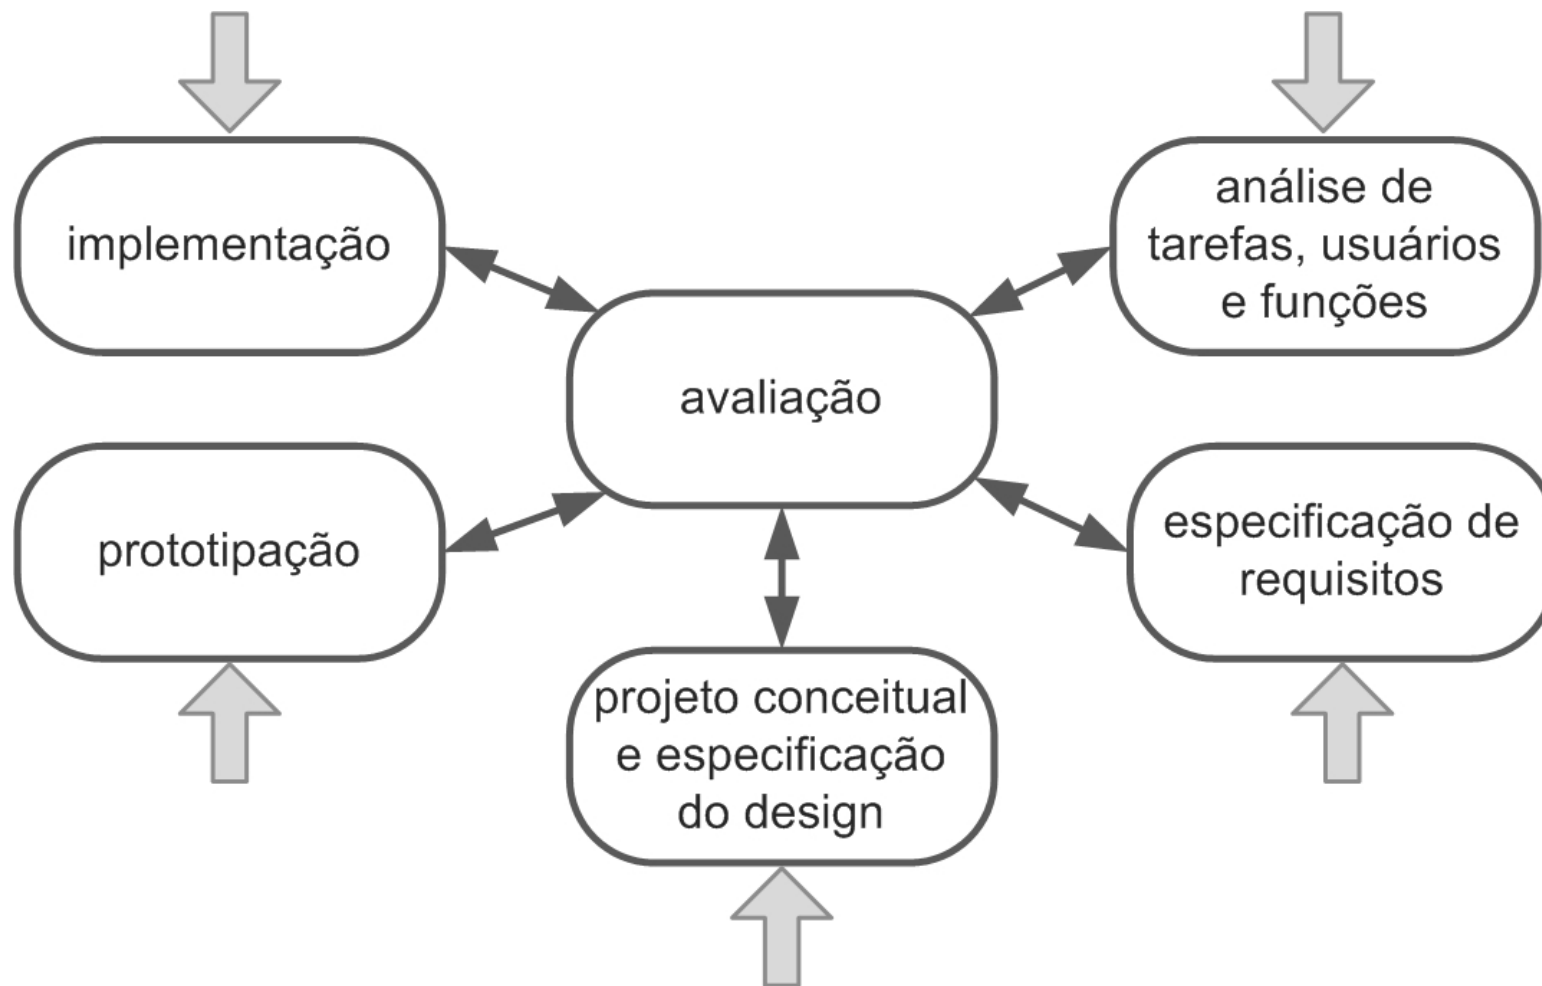 implementação
análise de
tarefas, usuários
e funções
avaliação
prototipação
especificação de
requisitos
projeto conceitual
e especificação
do design